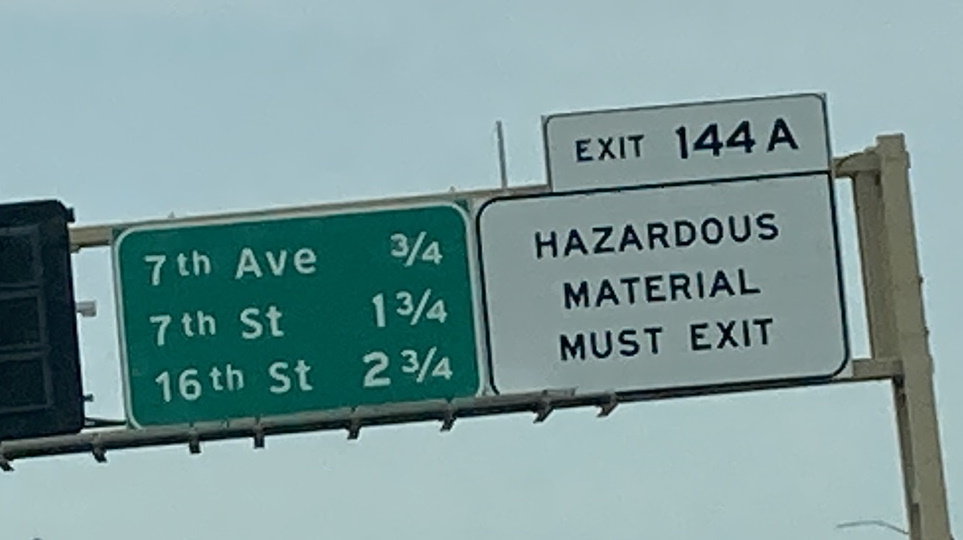 7th Ave 3/4
7th St 1 3/4
16th St 2 3/4
EXIT 144 A
HAZARDOUS
MATERIAL
MUST EXIT